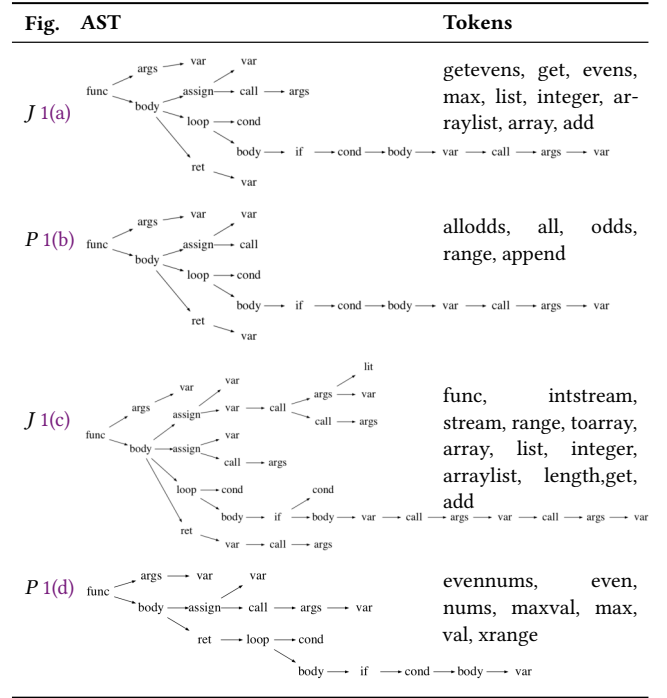 Fig. AST Tokens
J 1(a)
func args var
body assign var
call args
loop cond
body if cond body var call args var
ret var
getevens, get, evens,
max, list, integer, ar-
raylist, array, add
P 1(b)
func args var
body assign var
call
loop cond
body if cond body var call args var
ret var
allodds, all, odds,
range, append
J 1(c)
func args var
body assign var
var call args lit
var
call args
assign var
call args
loop cond
body if cond
body var call args var call args var
ret var call args
func, intstream,
stream, range, toarray,
array, list, integer,
arraylist, length,get,
add
P 1(d)
func args var
body assign var
call args var
ret loop cond
body if cond body var
evennums, even,
nums, maxval, max,
val, xrange